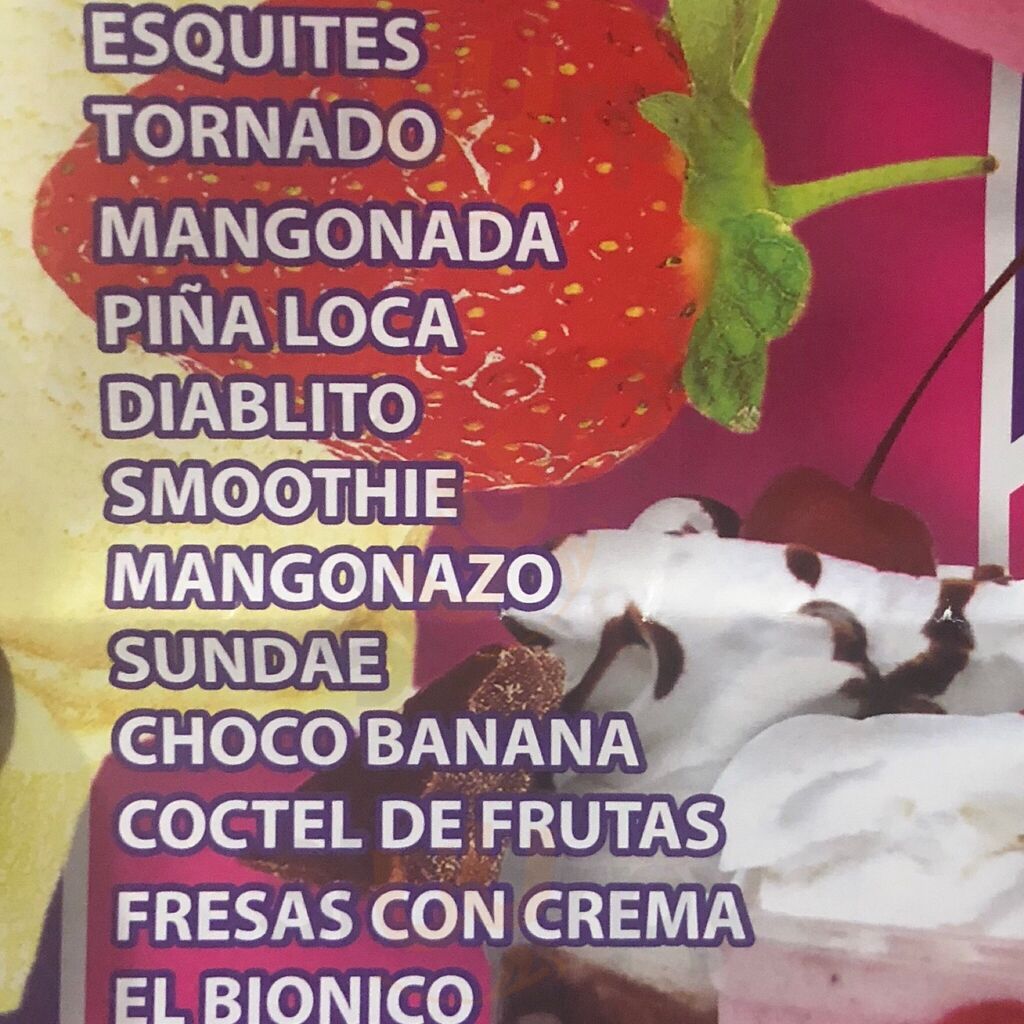 ESQUITES
TORNADO
MANGONADA
PIÑA LOCA
DIABLITO
SMOOTHIE
MANGONAZO
SUNDAE
CHOCO BANANA
COCTEL DE FRUTAS
FRESAS CON CREMA
EL BIONICO